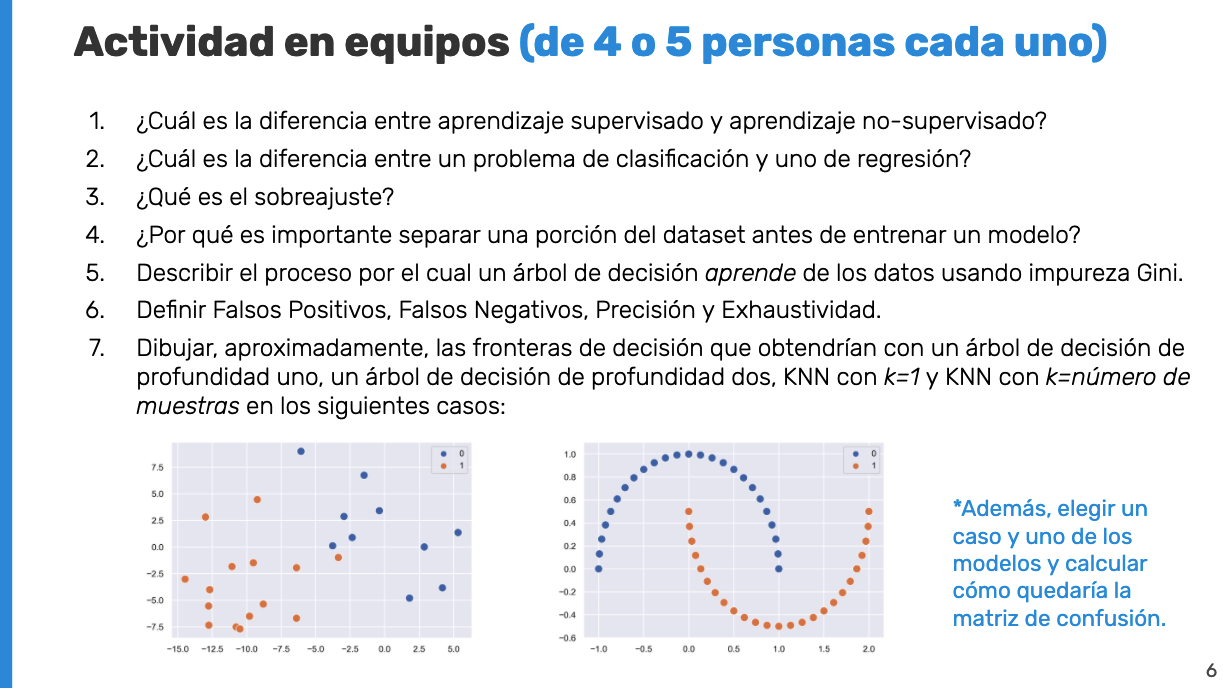 Actividad en equipos (de 4 o 5 personas cada uno)
1. ¿Cuál es la diferencia entre aprendizaje supervisado y aprendizaje no-supervisado?
2. ¿Cuál es la diferencia entre un problema de clasificación y uno de regresión?
3. ¿Qué es el sobreajuste?
4. ¿Por qué es importante separar una porción del dataset antes de entrenar un modelo?
5. Describir el proceso por el cual un árbol de decisión aprende de los datos usando impureza Gini.
6. Definir Falsos Positivos, Falsos Negativos, Precisión y Exhaustividad.
7. Dibujar, aproximadamente, las fronteras de decisión que obtendrían con un árbol de decisión de
profundidad uno, un árbol de decisión de profundidad dos, KNN con k=1 y KNN con k=número de
muestras en los siguientes casos:
0
1
7.5
5.0
2.5
0.0
−2.5
−5.0
−7.5
−15.0 −12.5 −10.0 −7.5 −5.0 −2.5 0.0 2.5 5.0
0
1
1.0
0.8
0.6
0.4
0.2
0.0
−0.2
−0.4
−0.6
−1.0 −0.5 0.0 0.5 1.0 1.5 2.0
*Además, elegir un
caso y uno de los
modelos y calcular
cómo quedaría la
matriz de confusión.
6